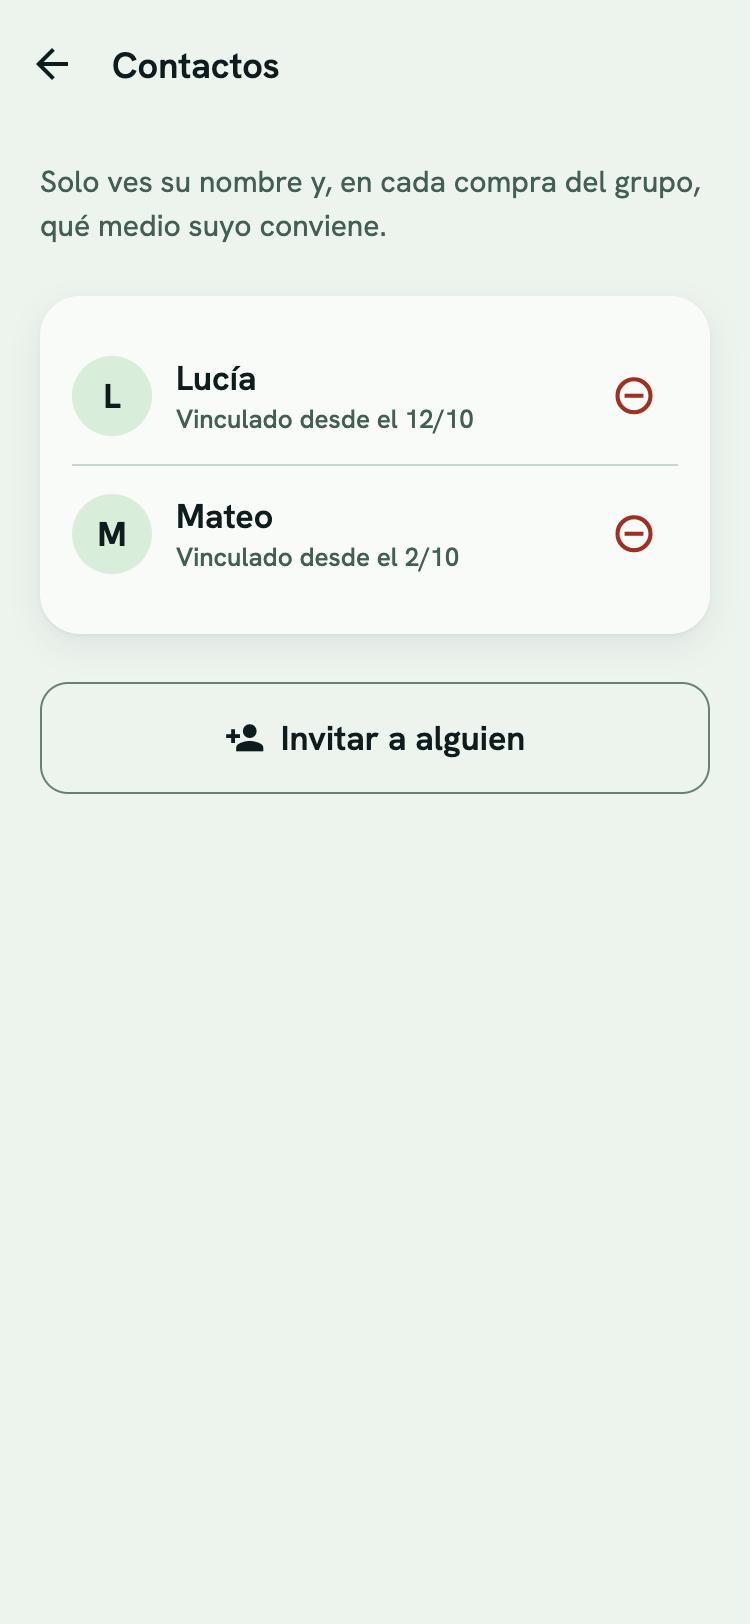 Contactos
Solo ves su nombre y, en cada compra del grupo,
qué medio suyo conviene.
L
Lucía
Vinculado desde el 12/10
M
Mateo
Vinculado desde el 2/10
Invitar a alguien